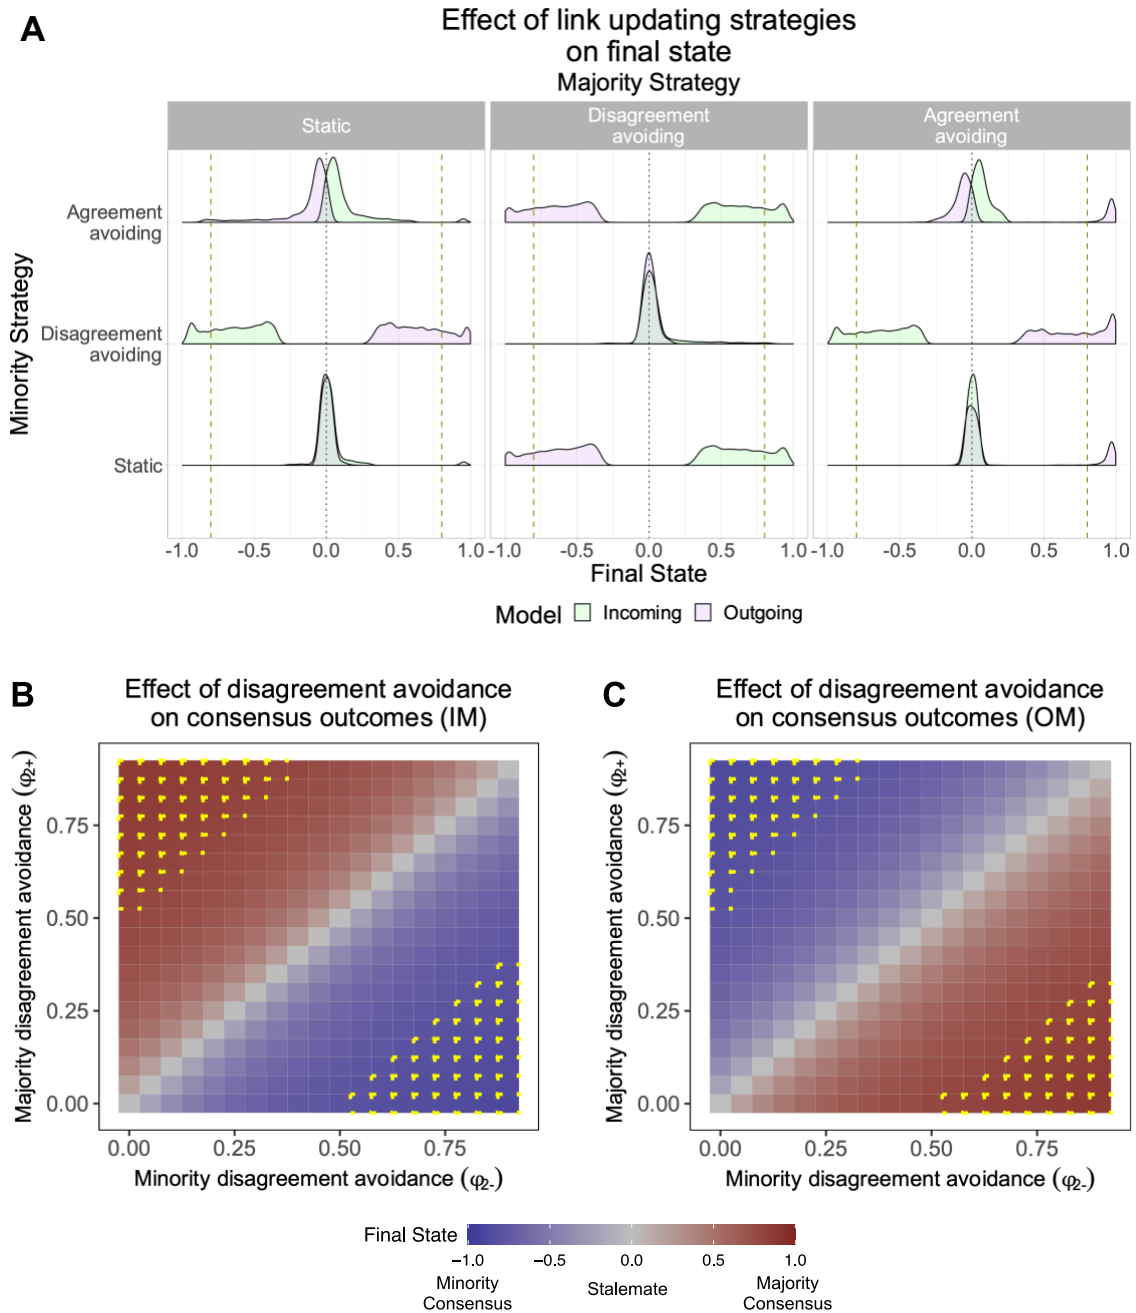 A
Effect of link updating strategies
on final state
Majority Strategy
Static
Disagreement
avoiding
Agreement
avoiding
Minority Strategy
Agreement
avoiding
Disagreement
avoiding
Static
-1.0 -0.5 0.0 0.5 1.0 -1.0 -0.5 0.0 0.5 1.0 -1.0 -0.5 0.0 0.5 1.0
Final State
Model Incoming Outgoing
B
Effect of disagreement avoidance
on consensus outcomes (IM)
Majority disagreement avoidance (φ2+)
0.75
0.50
0.25
0.00
0.00 0.25 0.50 0.75
Minority disagreement avoidance (φ2-)
C
Effect of disagreement avoidance
on consensus outcomes (OM)
Majority disagreement avoidance (φ2+)
0.75
0.50
0.25
0.00
0.00 0.25 0.50 0.75
Minority disagreement avoidance (φ2-)
Final State
−1.0 −0.5 0.0 0.5 1.0
Minority
Consensus
Stalemate
Majority
Consensus